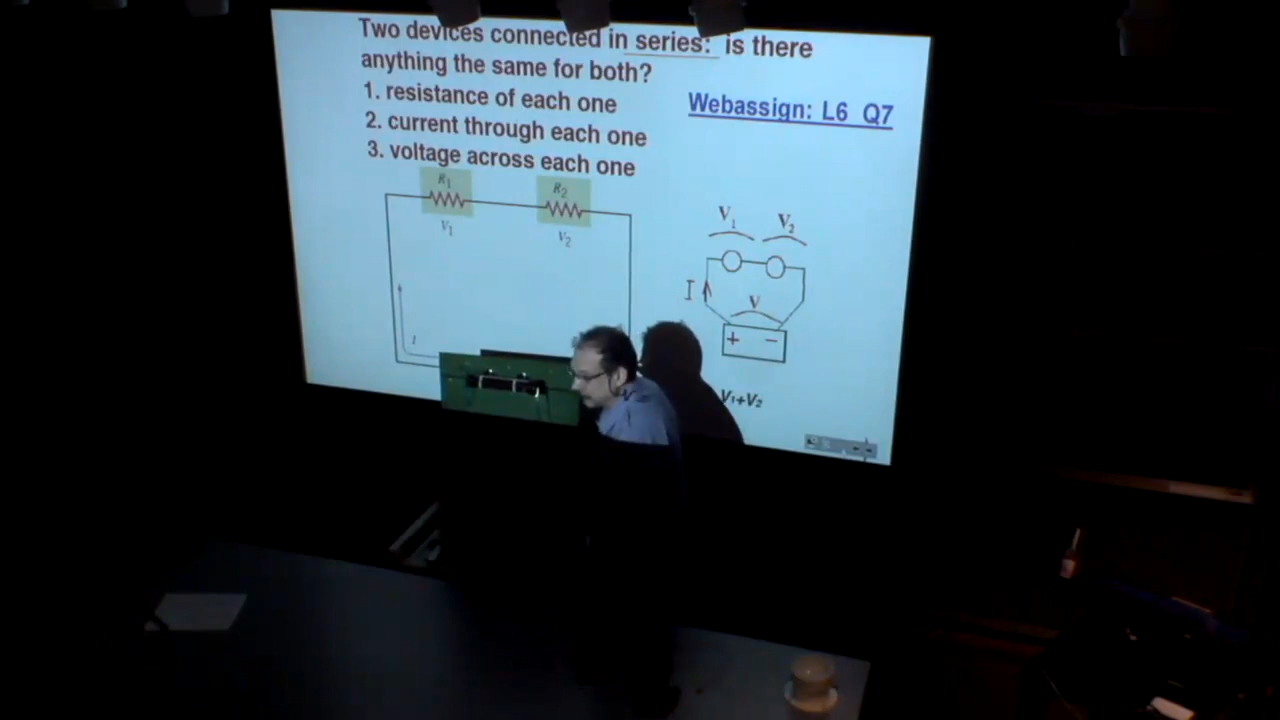 Two devices connected in series: is there
anything the same for both?
1. resistance of each one
2. current through each one
3. voltage across each one
Webassign: L6 Q7
R1
R2
V1
V2
I
V1
V2
I
V
+ −
V1+V2